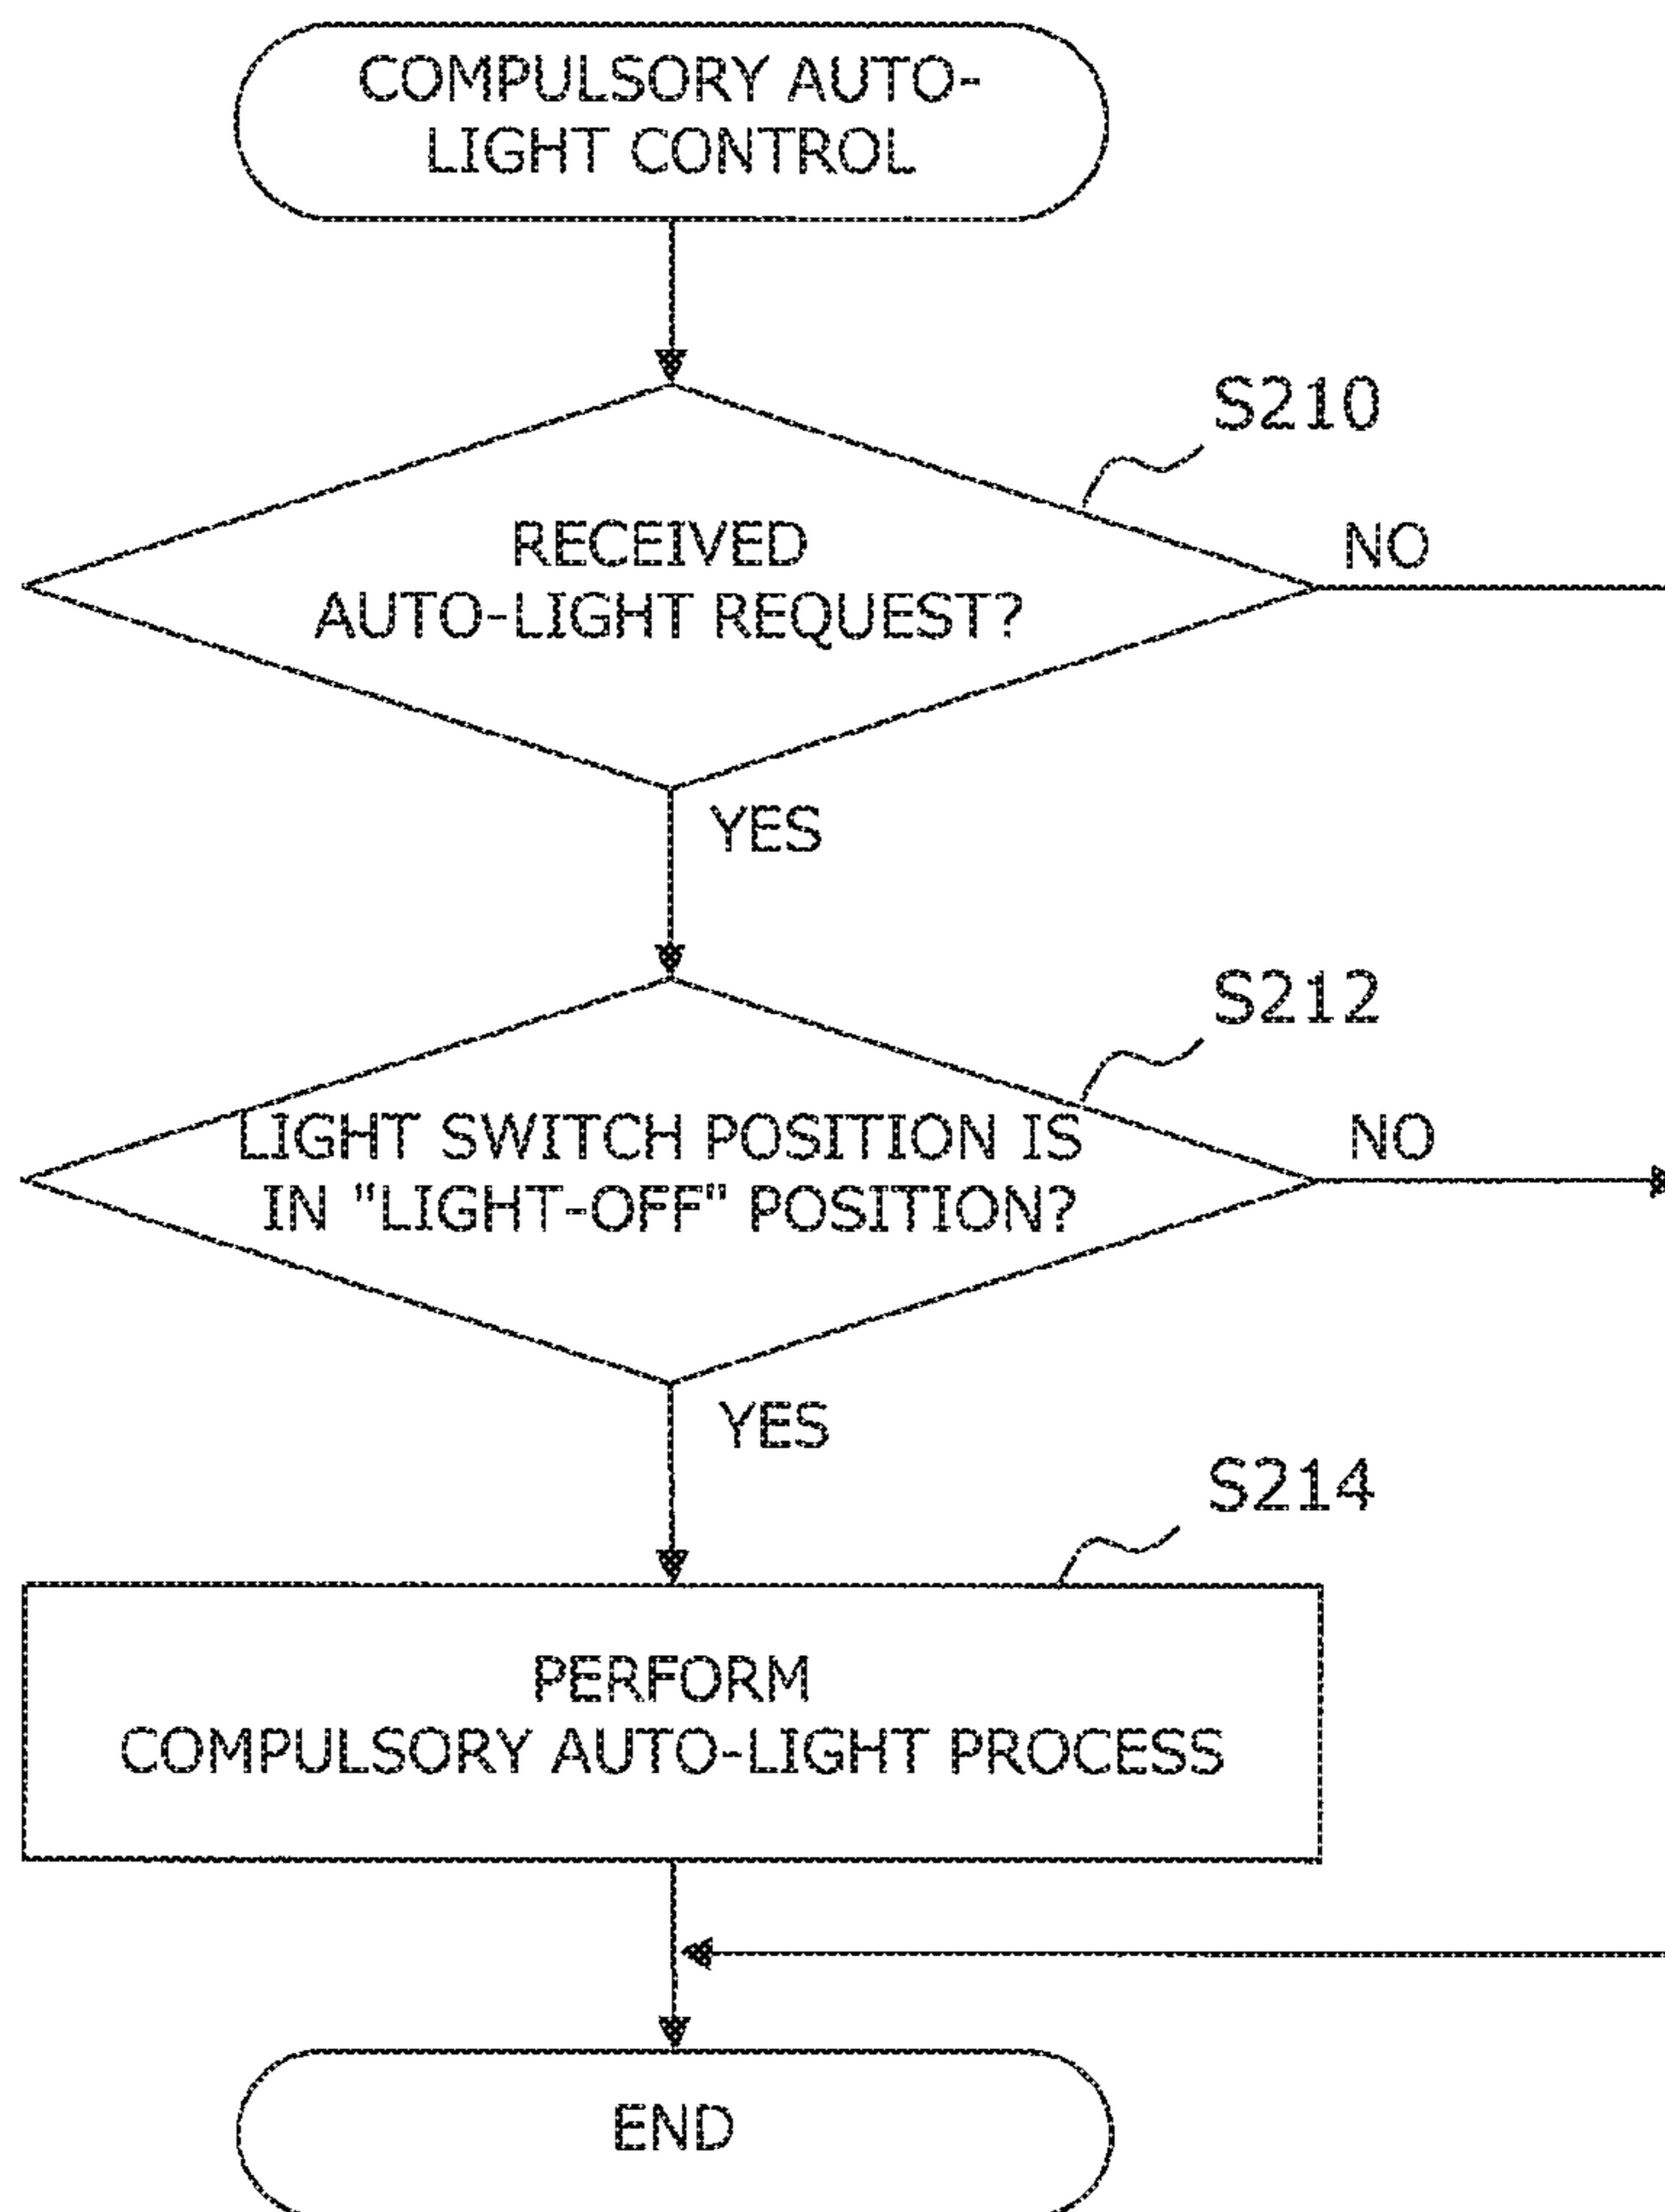 COMPULSORY AUTO-
LIGHT CONTROL
S210
RECEIVED
AUTO-LIGHT REQUEST?
NO
YES
S212
LIGHT SWITCH POSITION IS
IN "LIGHT-OFF" POSITION?
NO
YES
S214
PERFORM
COMPULSORY AUTO-LIGHT PROCESS
END